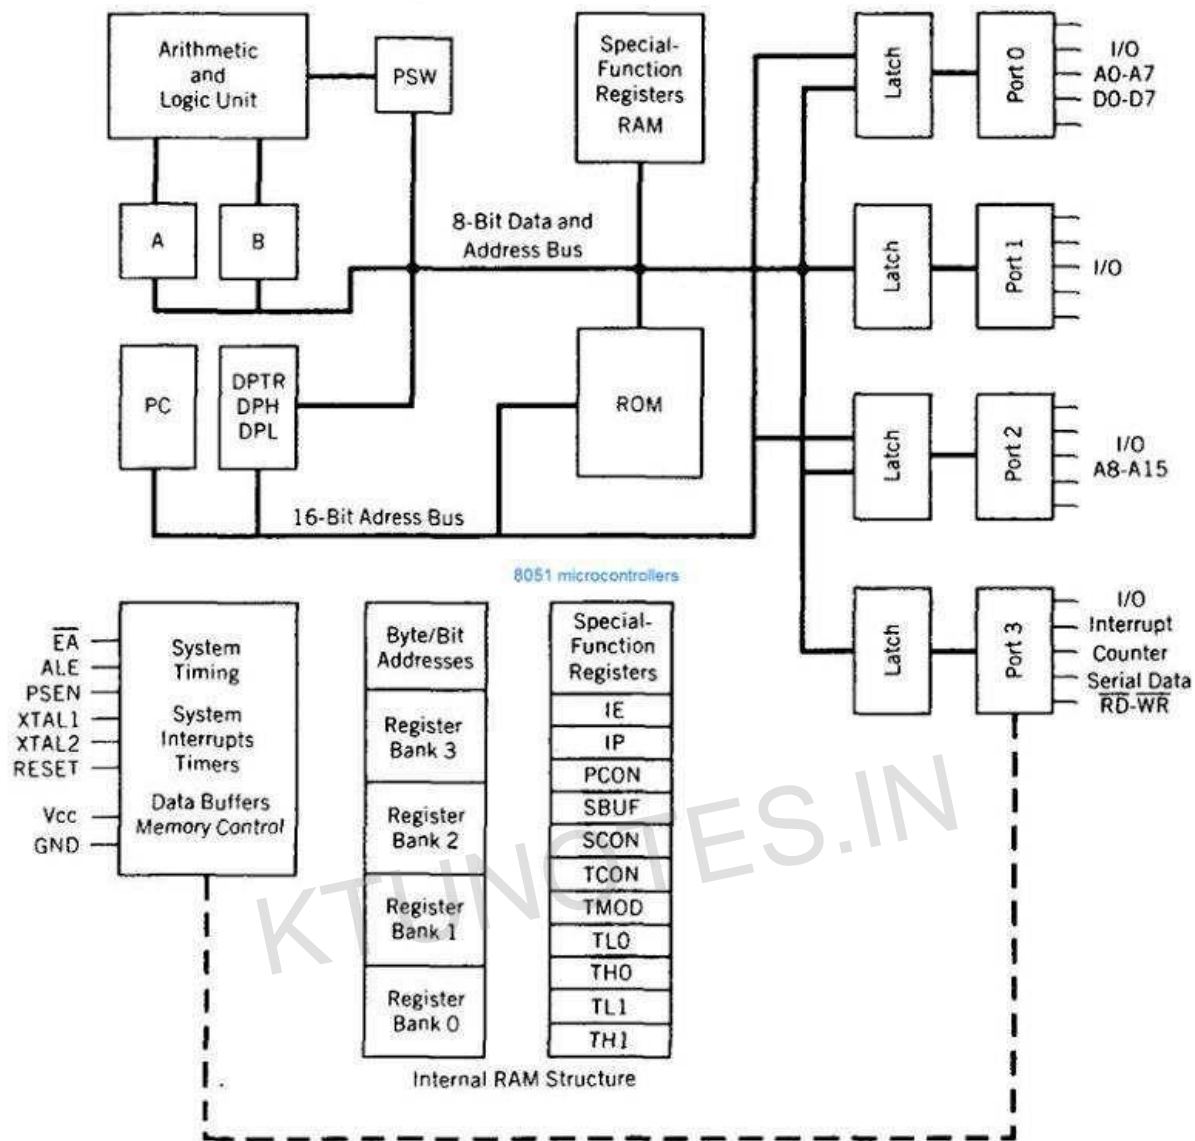 Arithmetic
and
Logic Unit
PSW
A
B
8-Bit Data and
Address Bus
Special-
Function
Registers
RAM
PC
DPTR
DPH
DPL
ROM
16-Bit Adress Bus
Latch
Port 0
I/O
A0-A7
D0-D7
Latch
Port 1
I/O
Latch
Port 2
I/O
A8-A15
Latch
Port 3
I/O
Interrupt
Counter
Serial Data
R̅D̅-W̅R̅
8051 microcontrollers
E̅A̅
ALE
PSEN
XTAL1
XTAL2
RESET
Vcc
GND
System
Timing
System
Interrupts
Timers
Data Buffers
Memory Control
Byte/Bit
Addresses
Register
Bank 3
Register
Bank 2
Register
Bank 1
Register
Bank 0
Special-
Function
Registers
IE
IP
PCON
SBUF
SCON
TCON
TMOD
TL0
TH0
TL1
TH1
Internal RAM Structure
KTUNOTES.IN